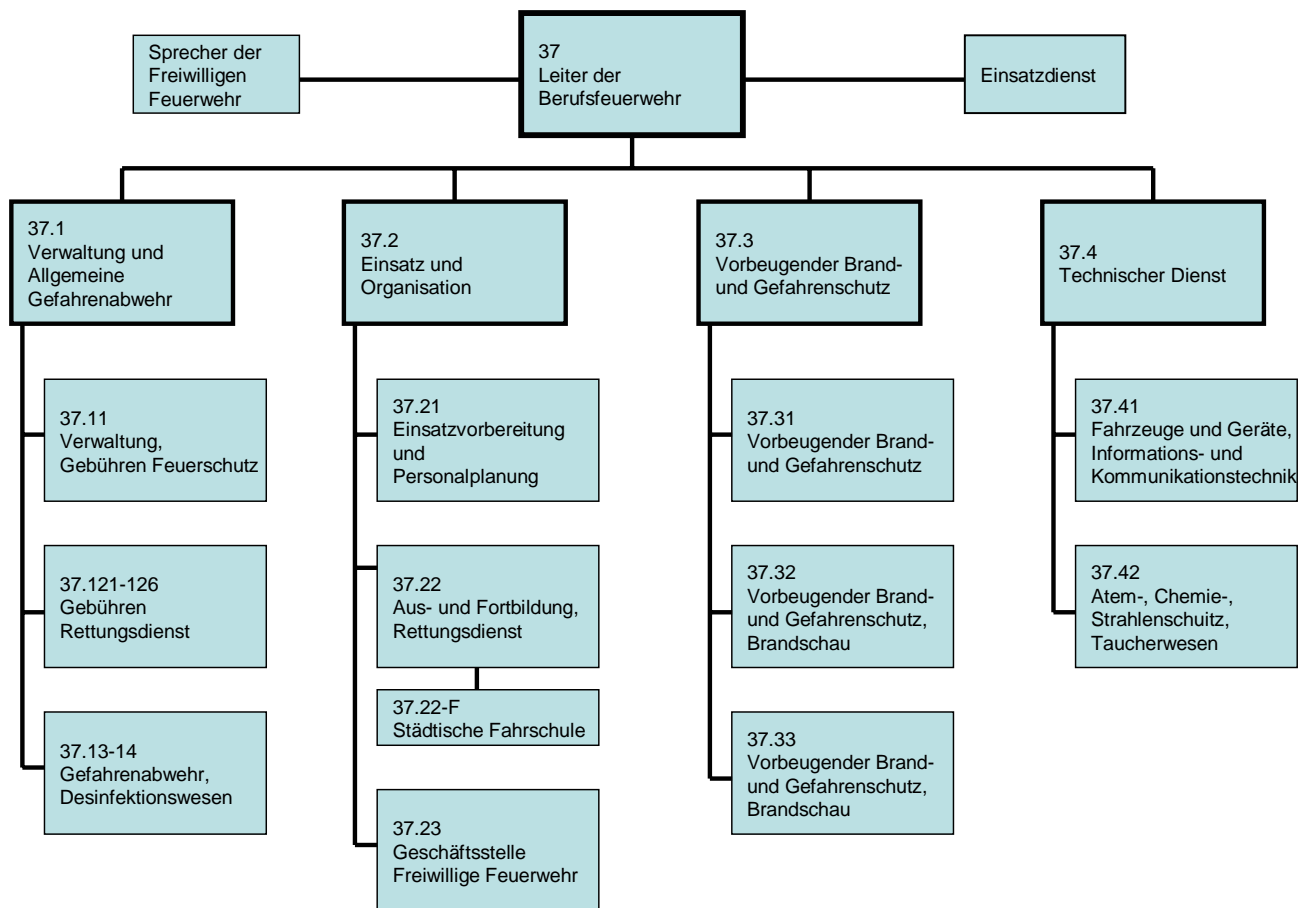 Sprecher der
Freiwilligen
Feuerwehr
37
Leiter der
Berufsfeuerwehr
Einsatzdienst
37.1
Verwaltung und
Allgemeine
Gefahrenabwehr
37.2
Einsatz und
Organisation
37.3
Vorbeugender Brand-
und Gefahrenschutz
37.4
Technischer Dienst
37.11
Verwaltung,
Gebühren Feuerschutz
37.21
Einsatzvorbereitung
und
Personalplanung
37.31
Vorbeugender Brand-
und Gefahrenschutz
37.41
Fahrzeuge und Geräte,
Informations- und
Kommunikationstechnik
37.121-126
Gebühren
Rettungsdienst
37.22
Aus- und Fortbildung,
Rettungsdienst
37.32
Vorbeugender Brand-
und Gefahrenschutz,
Brandschau
37.42
Atem-, Chemie-,
Strahlenschuitz,
Taucherwesen
37.22-F
Städtische Fahrschule
37.13-14
Gefahrenabwehr,
Desinfektionswesen
37.33
Vorbeugender Brand-
und Gefahrenschutz,
Brandschau
37.23
Geschäftsstelle
Freiwillige Feuerwehr